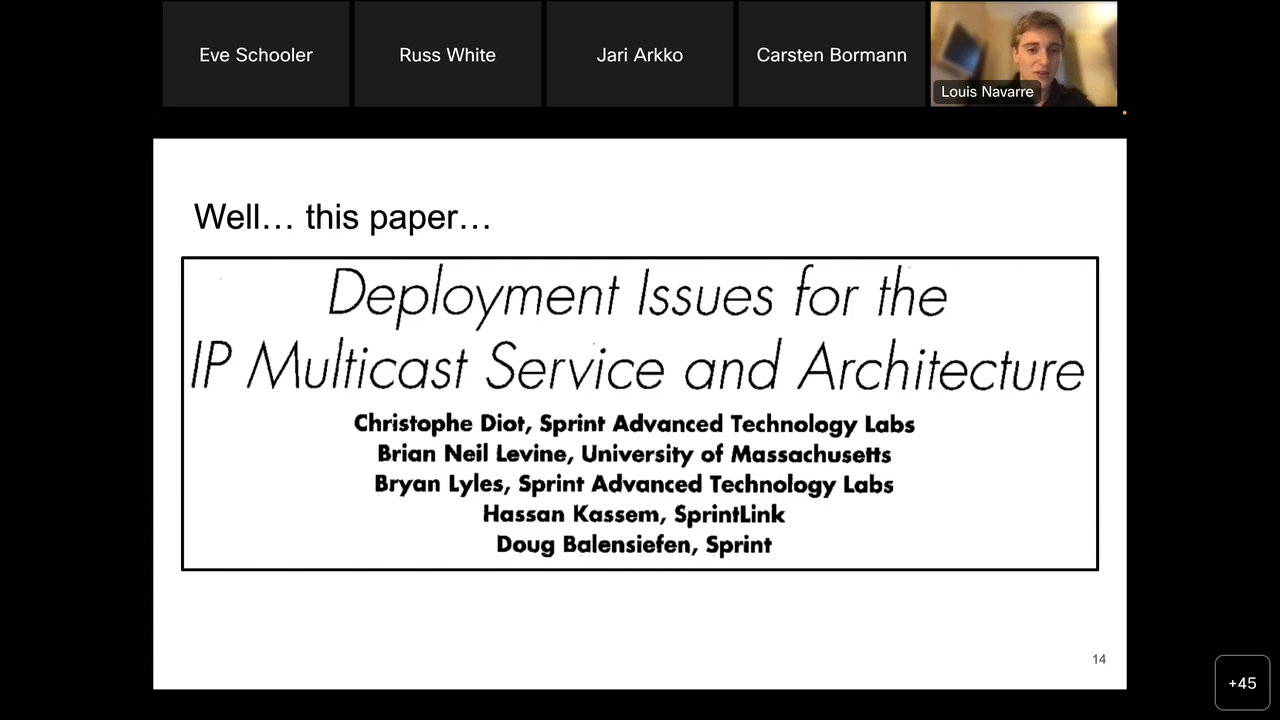 Eve Schooler
Russ White
Jari Arkko
Carsten Bormann
Louis Navarre
Well… this paper…
Deployment Issues for the
IP Multicast Service and Architecture
Christophe Diot, Sprint Advanced Technology Labs
Brian Neil Levine, University of Massachusetts
Bryan Lyles, Sprint Advanced Technology Labs
Hassan Kassem, SprintLink
Doug Balensiefen, Sprint
14
+45